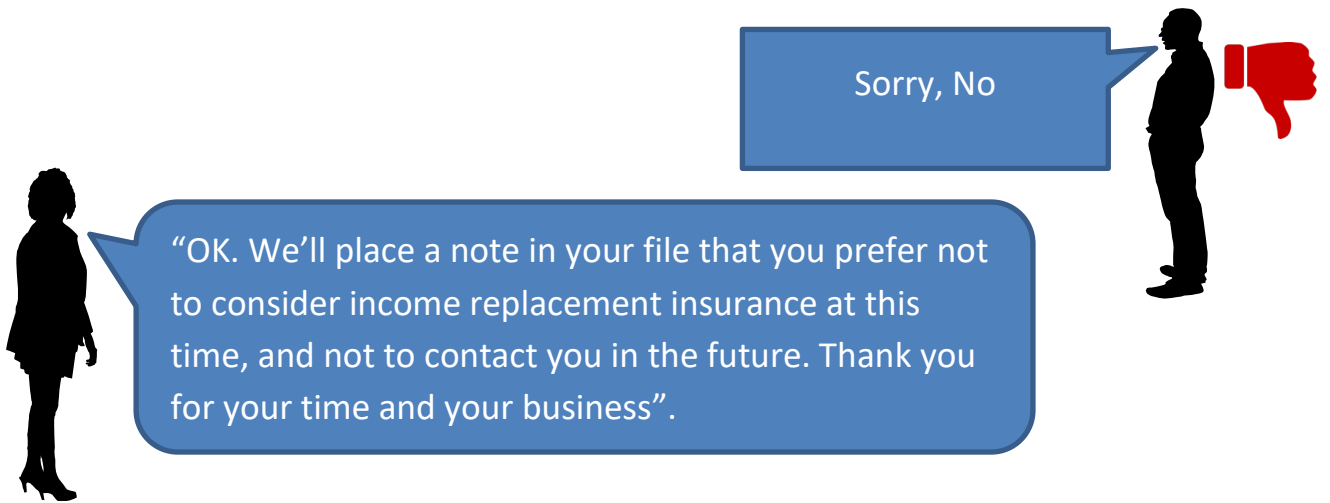 Sorry, No
“OK. We’ll place a note in your file that you prefer not
to consider income replacement insurance at this
time, and not to contact you in the future. Thank you
for your time and your business”.